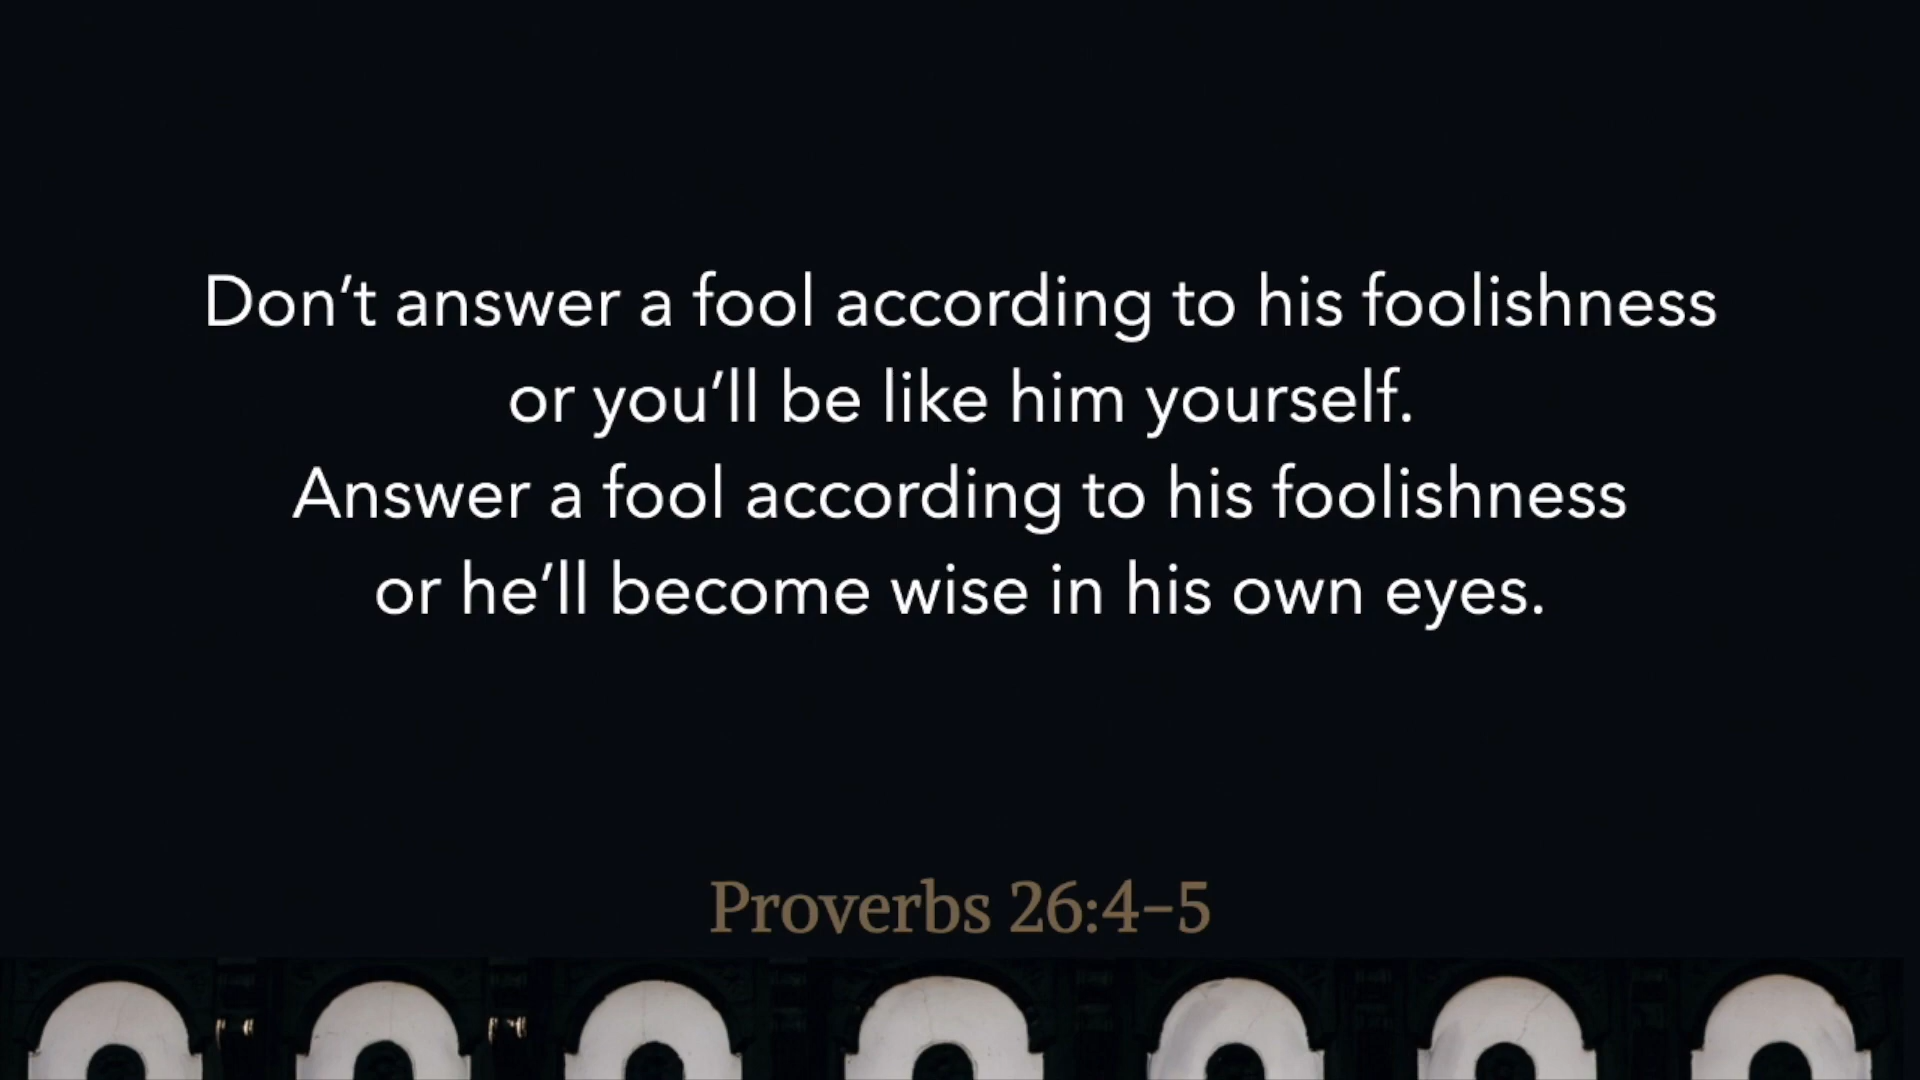 Don’t answer a fool according to his foolishness
or you’ll be like him yourself.
Answer a fool according to his foolishness
or he’ll become wise in his own eyes.
Proverbs 26:4–5